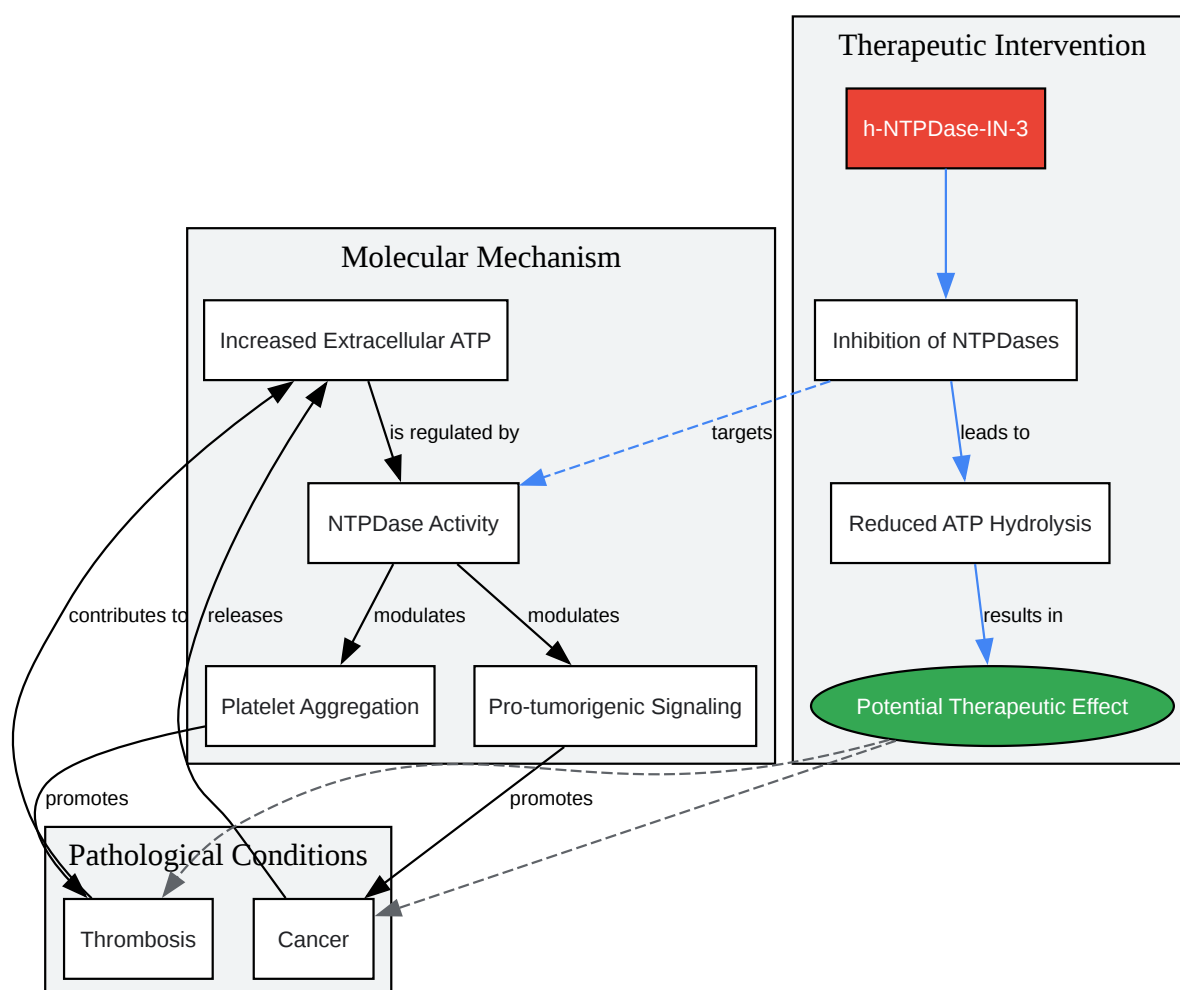 Therapeutic Intervention
h-NTPDase-IN-3
Molecular Mechanism
Increased Extracellular ATP
Inhibition of NTPDases
is regulated by
targets
leads to
NTPDase Activity
Reduced ATP Hydrolysis
contributes to
releases
modulates
modulates
results in
Platelet Aggregation
Pro-tumorigenic Signaling
Potential Therapeutic Effect
promotes
promotes
Pathological Conditions
Thrombosis
Cancer